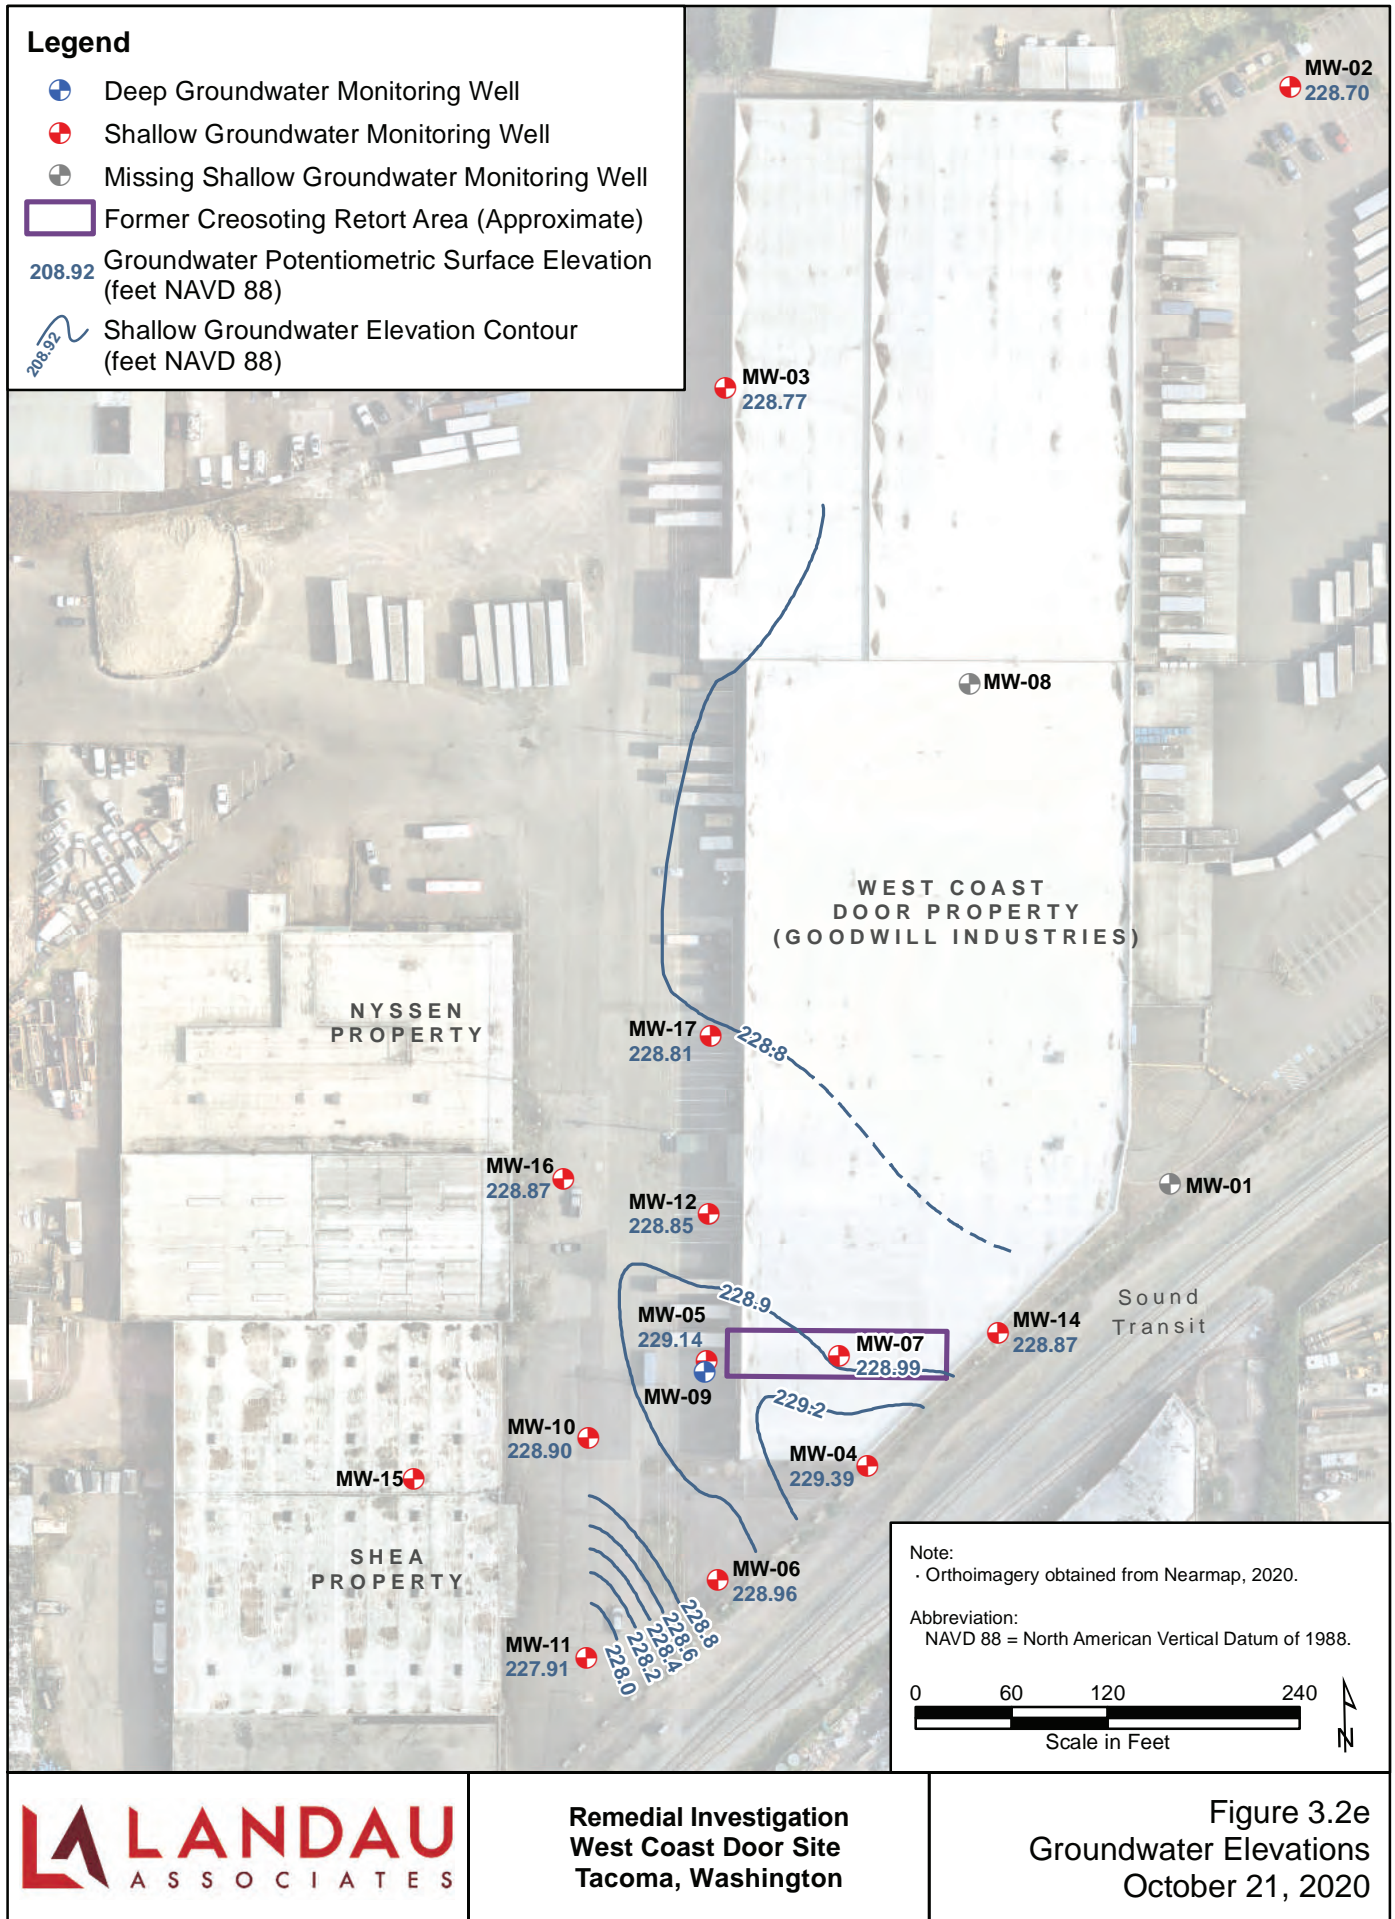 Legend
Deep Groundwater Monitoring Well
Shallow Groundwater Monitoring Well
Missing Shallow Groundwater Monitoring Well
Former Creosoting Retort Area (Approximate)
208.92 Groundwater Potentiometric Surface Elevation
(feet NAVD 88)
208.92 Shallow Groundwater Elevation Contour
(feet NAVD 88)
MW-02
228.70
MW-03
228.77
MW-08
WEST COAST
DOOR PROPERTY
(GOODWILL INDUSTRIES)
NYSSEN
PROPERTY
MW-17
228.81
228.8
MW-16
228.87
MW-12
228.85
MW-01
228.9
Sound
Transit
MW-05
229.14
MW-14
228.87
MW-07
228.99
MW-09
229.2
MW-10
228.90
MW-04
229.39
MW-15
SHEA
PROPERTY
MW-06
228.96
228.8
228.6
228.4
228.2
228.0
MW-11
227.91
Note:
· Orthoimagery obtained from Nearmap, 2020.
Abbreviation:
NAVD 88 = North American Vertical Datum of 1988.
0 60 120 240
Scale in Feet
N
LANDAU
ASSOCIATES
Remedial Investigation
West Coast Door Site
Tacoma, Washington
Figure 3.2e
Groundwater Elevations
October 21, 2020